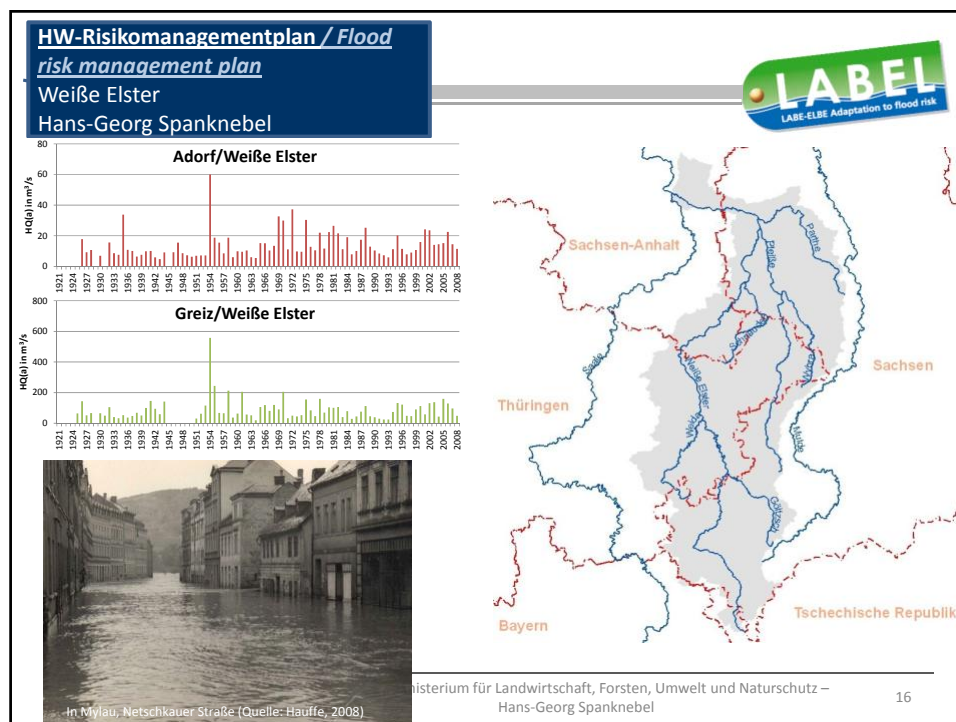 HW-Risikomanagementplan / Flood
risk management plan
Weiße Elster
Hans-Georg Spanknebel
LABEL
LABE-ELBE Adaptation to flood risk
Adorf/Weiße Elster
HQ(a) in m³/s
80
60
40
20
0
1921 1924 1927 1930 1933 1936 1939 1942 1945 1948 1951 1954 1957 1960 1963 1966 1969 1972 1975 1978 1981 1984 1987 1990 1993 1996 1999 2002 2005 2008
Greiz/Weiße Elster
HQ(a) in m³/s
800
600
400
200
0
1921 1924 1927 1930 1933 1936 1939 1942 1945 1948 1951 1954 1957 1960 1963 1966 1969 1972 1975 1978 1981 1984 1987 1990 1993 1996 1999 2002 2005 2008
Sachsen-Anhalt
Parthe
Pleiße
Saale
Wyhra
Sachsen
Weiße Elster
Thüringen
Weida
Mulde
Göltzsch
Bayern
Tschechische Republik
In Mylau, Netschkauer Straße (Quelle: Hauffe, 2008)
nisterium für Landwirtschaft, Forsten, Umwelt und Naturschutz –
Hans-Georg Spanknebel
16